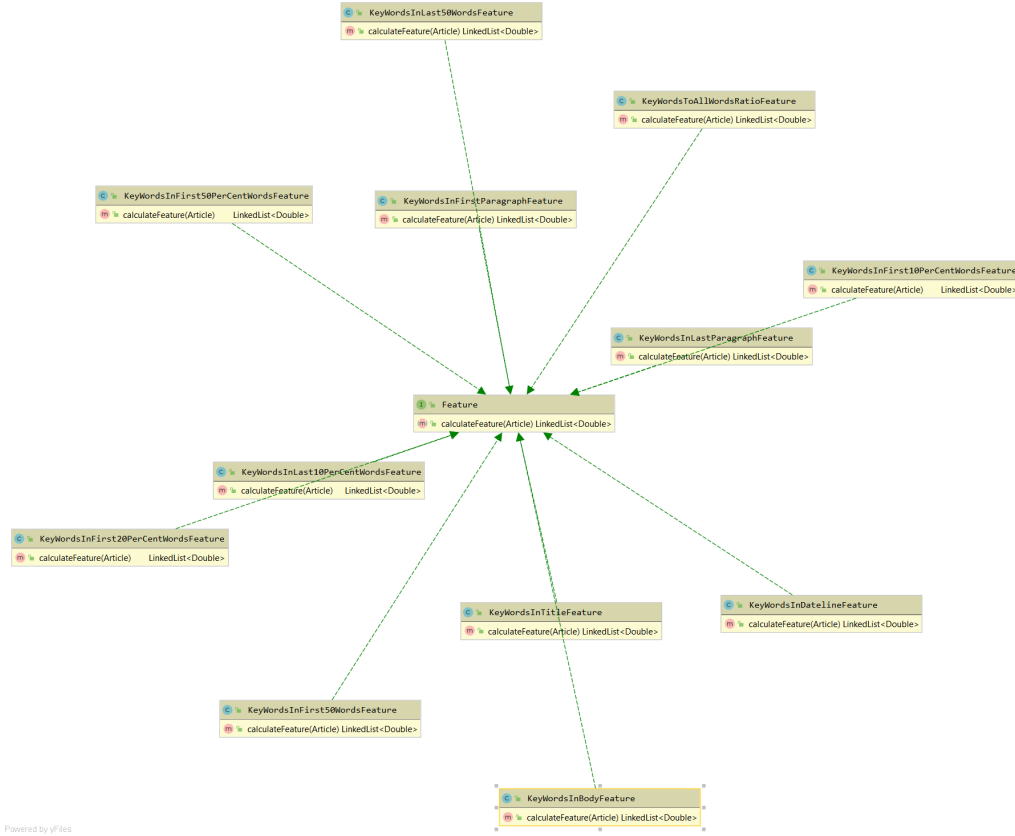 KeyWordsInLast50WordsFeature
calculateFeature(Article) LinkedList<Double>
KeyWordsToAllWordsRatioFeature
calculateFeature(Article) LinkedList<Double>
KeyWordsInFirst50PerCentWordsFeature
calculateFeature(Article) LinkedList<Double>
KeyWordsInFirstParagraphFeature
calculateFeature(Article) LinkedList<Double>
KeyWordsInFirst10PerCentWordsFeature
calculateFeature(Article) LinkedList<Double>
KeyWordsInLastParagraphFeature
calculateFeature(Article) LinkedList<Double>
Feature
calculateFeature(Article) LinkedList<Double>
KeyWordsInLast10PerCentWordsFeature
calculateFeature(Article) LinkedList<Double>
KeyWordsInFirst20PerCentWordsFeature
calculateFeature(Article) LinkedList<Double>
KeyWordsInTitleFeature
calculateFeature(Article) LinkedList<Double>
KeyWordsInDatelineFeature
calculateFeature(Article) LinkedList<Double>
KeyWordsInFirst50WordsFeature
calculateFeature(Article) LinkedList<Double>
KeyWordsInBodyFeature
calculateFeature(Article) LinkedList<Double>
Powered by yFiles